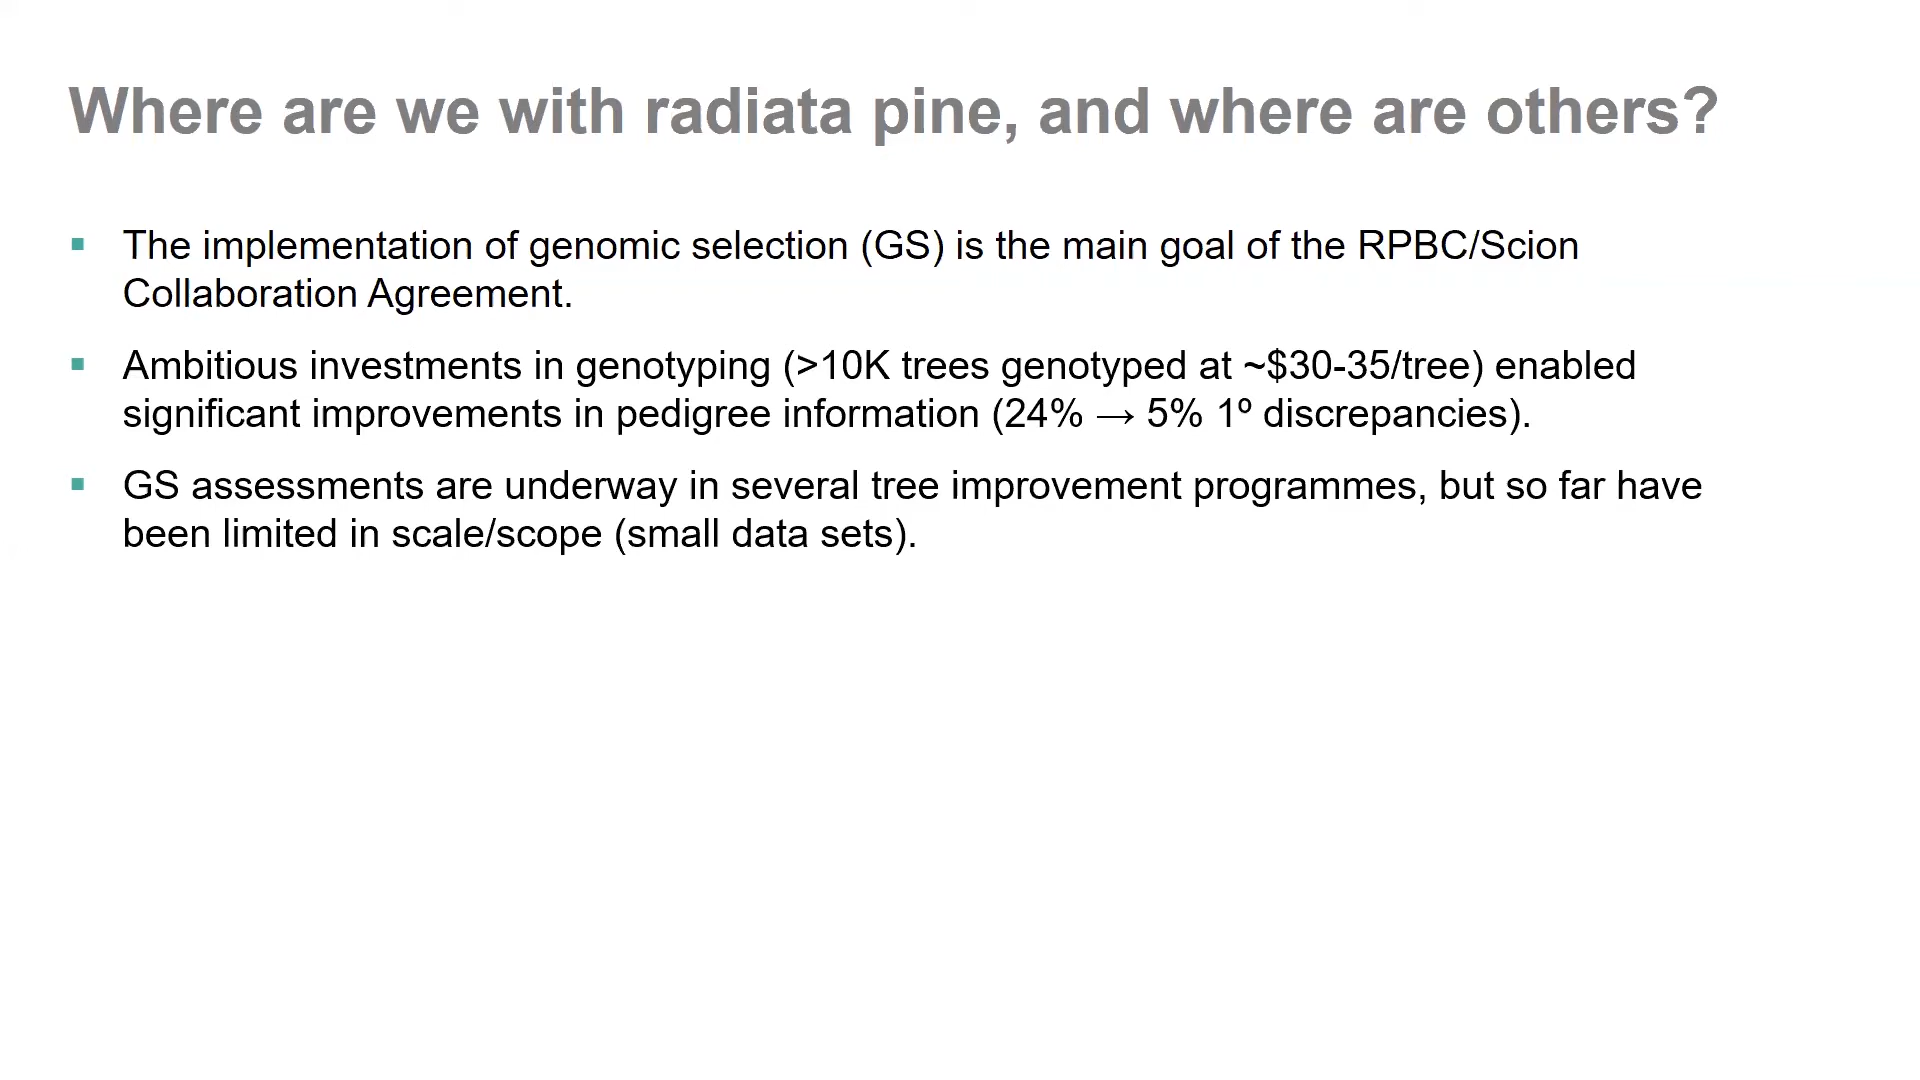 Where are we with radiata pine, and where are others?
▪ The implementation of genomic selection (GS) is the main goal of the RPBC/Scion
Collaboration Agreement.
▪ Ambitious investments in genotyping (>10K trees genotyped at ~$30-35/tree) enabled
significant improvements in pedigree information (24% → 5% 1º discrepancies).
▪ GS assessments are underway in several tree improvement programmes, but so far have
been limited in scale/scope (small data sets).